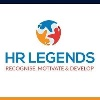 HR LEGENDS
RECOGNISE, MOTIVATE & DEVELOP